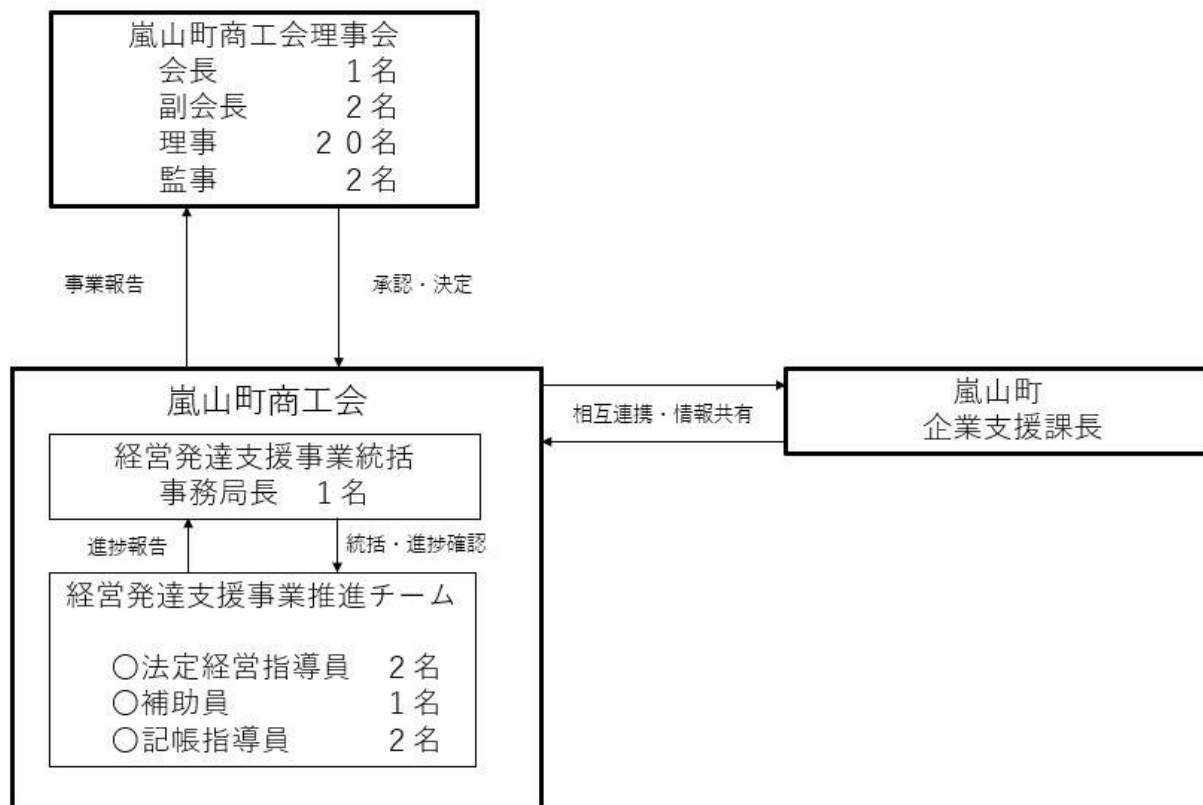 嵐山町商工会理事会
会長 1名
副会長 2名
理事 20名
監事 2名
事業報告
承認・決定
嵐山町商工会
経営発達支援事業統括
事務局長 1名
進捗報告
統括・進捗確認
経営発達支援事業推進チーム
○法定経営指導員 2名
○補助員 1名
○記帳指導員 2名
相互連携・情報共有
嵐山町
企業支援課長